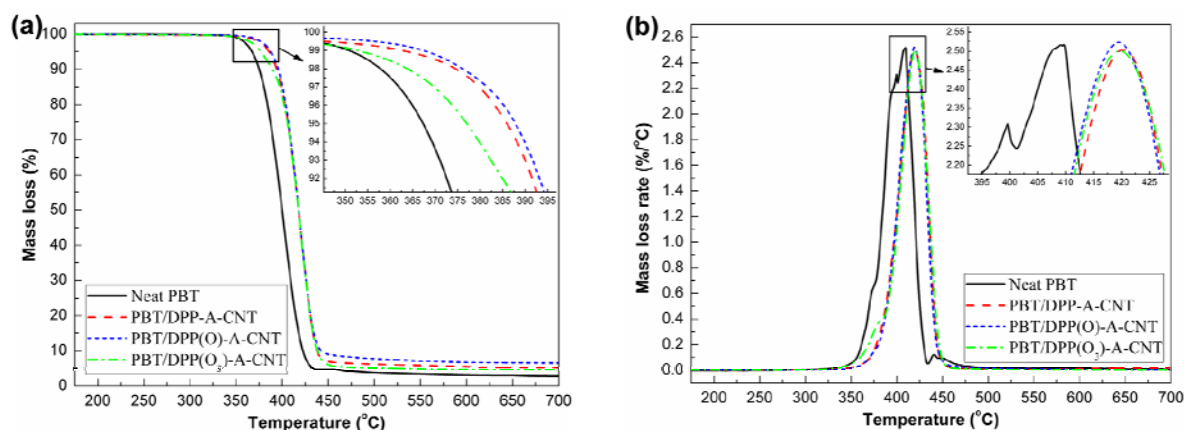 (a)
100
90
80
70
60
50
40
30
20
10
0
Mass loss (%)
200 250 300 350 400 450 500 550 600 650 700
Temperature (°C)
100
99
98
97
96
95
94
93
92
350 355 360 365 370 375 380 385 390 395
Neat PBT
PBT/DPP-A-CNT
PBT/DPP(O)-A-CNT
PBT/DPP(O₃)-A-CNT
(b)
2.6
2.4
2.2
2.0
1.8
1.6
1.4
1.2
1.0
0.8
0.6
0.4
0.2
0.0
Mass loss rate (%/°C)
200 250 300 350 400 450 500 550 600 650 700
Temperature (°C)
2.55
2.50
2.45
2.40
2.35
2.30
2.25
2.20
395 400 405 410 415 420 425
Neat PBT
PBT/DPP-A-CNT
PBT/DPP(O)-A-CNT
PBT/DPP(O₃)-A-CNT